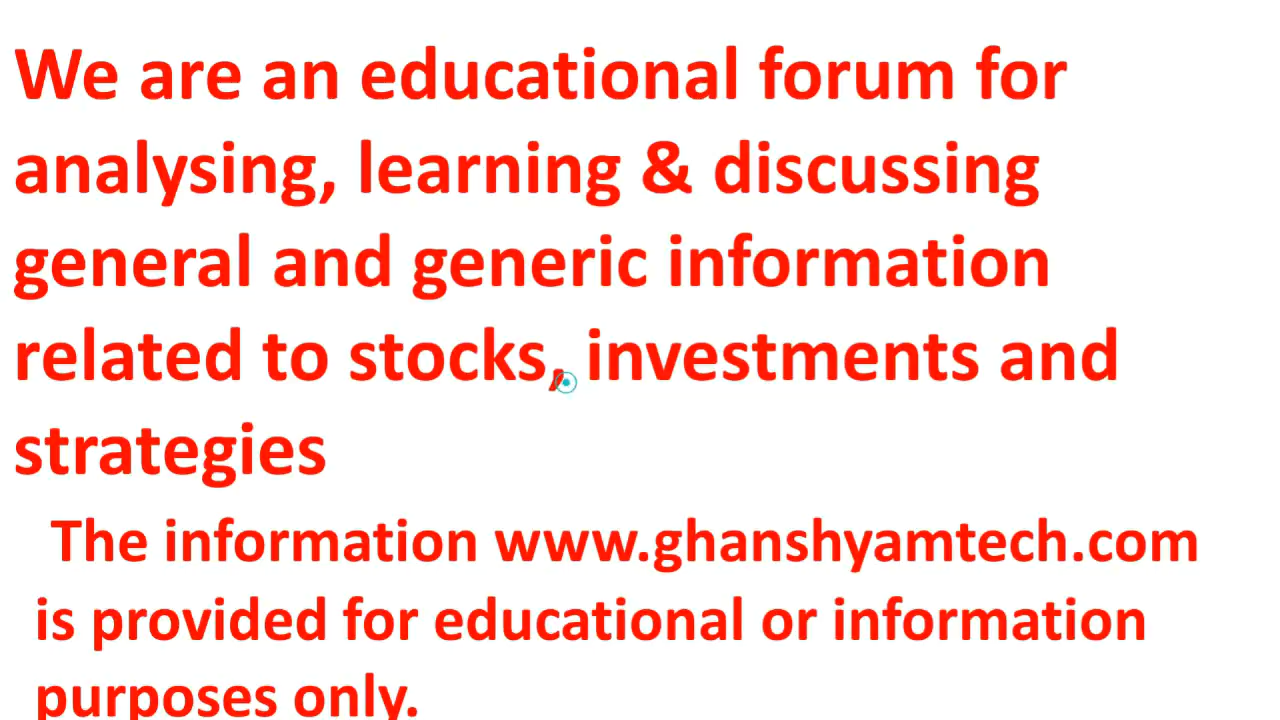 We are an educational forum for
analysing, learning & discussing
general and generic information
related to stocks, investments and
strategies
The information www.ghanshyamtech.com
is provided for educational or information
purposes only.